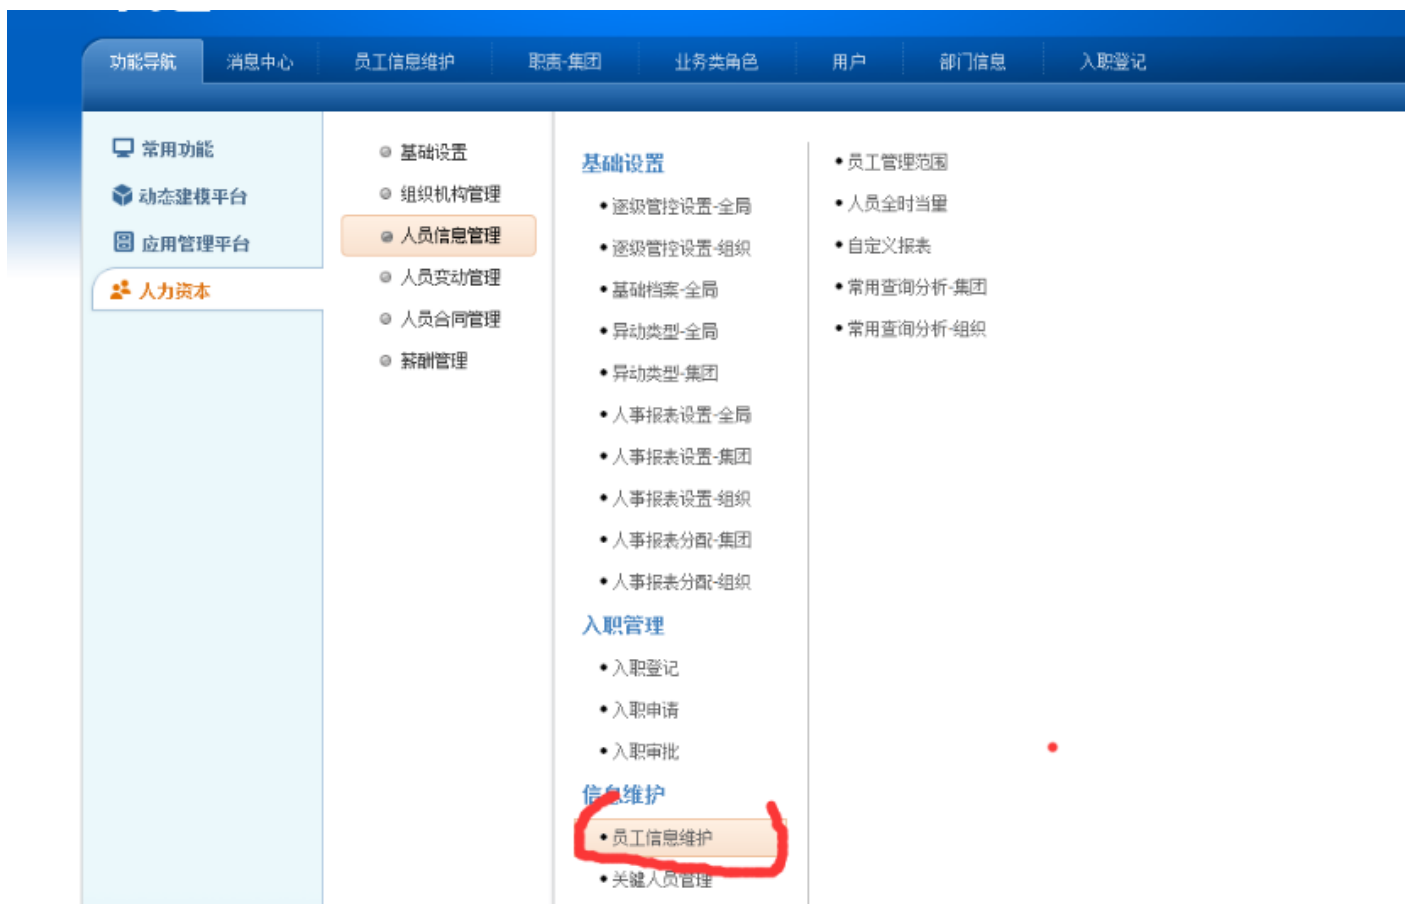 功能导航 消息中心 员工信息维护 职责-集团 业务类角色 用户 部门信息 入职登记
常用功能
动态建模平台
应用管理平台
人力资本
基础设置
组织机构管理
人员信息管理
人员变动管理
人员合同管理
薪酬管理
基础设置
逐级管控设置-全局
逐级管控设置-组织
基础档案-全局
异动类型-全局
异动类型-集团
人事报表设置-全局
人事报表设置-集团
人事报表设置-组织
人事报表分配-集团
人事报表分配-组织
入职管理
入职登记
入职申请
入职审批
信息维护
员工信息维护
关键人员管理
员工管理范围
人员全时当量
自定义报表
常用查询分析-集团
常用查询分析-组织